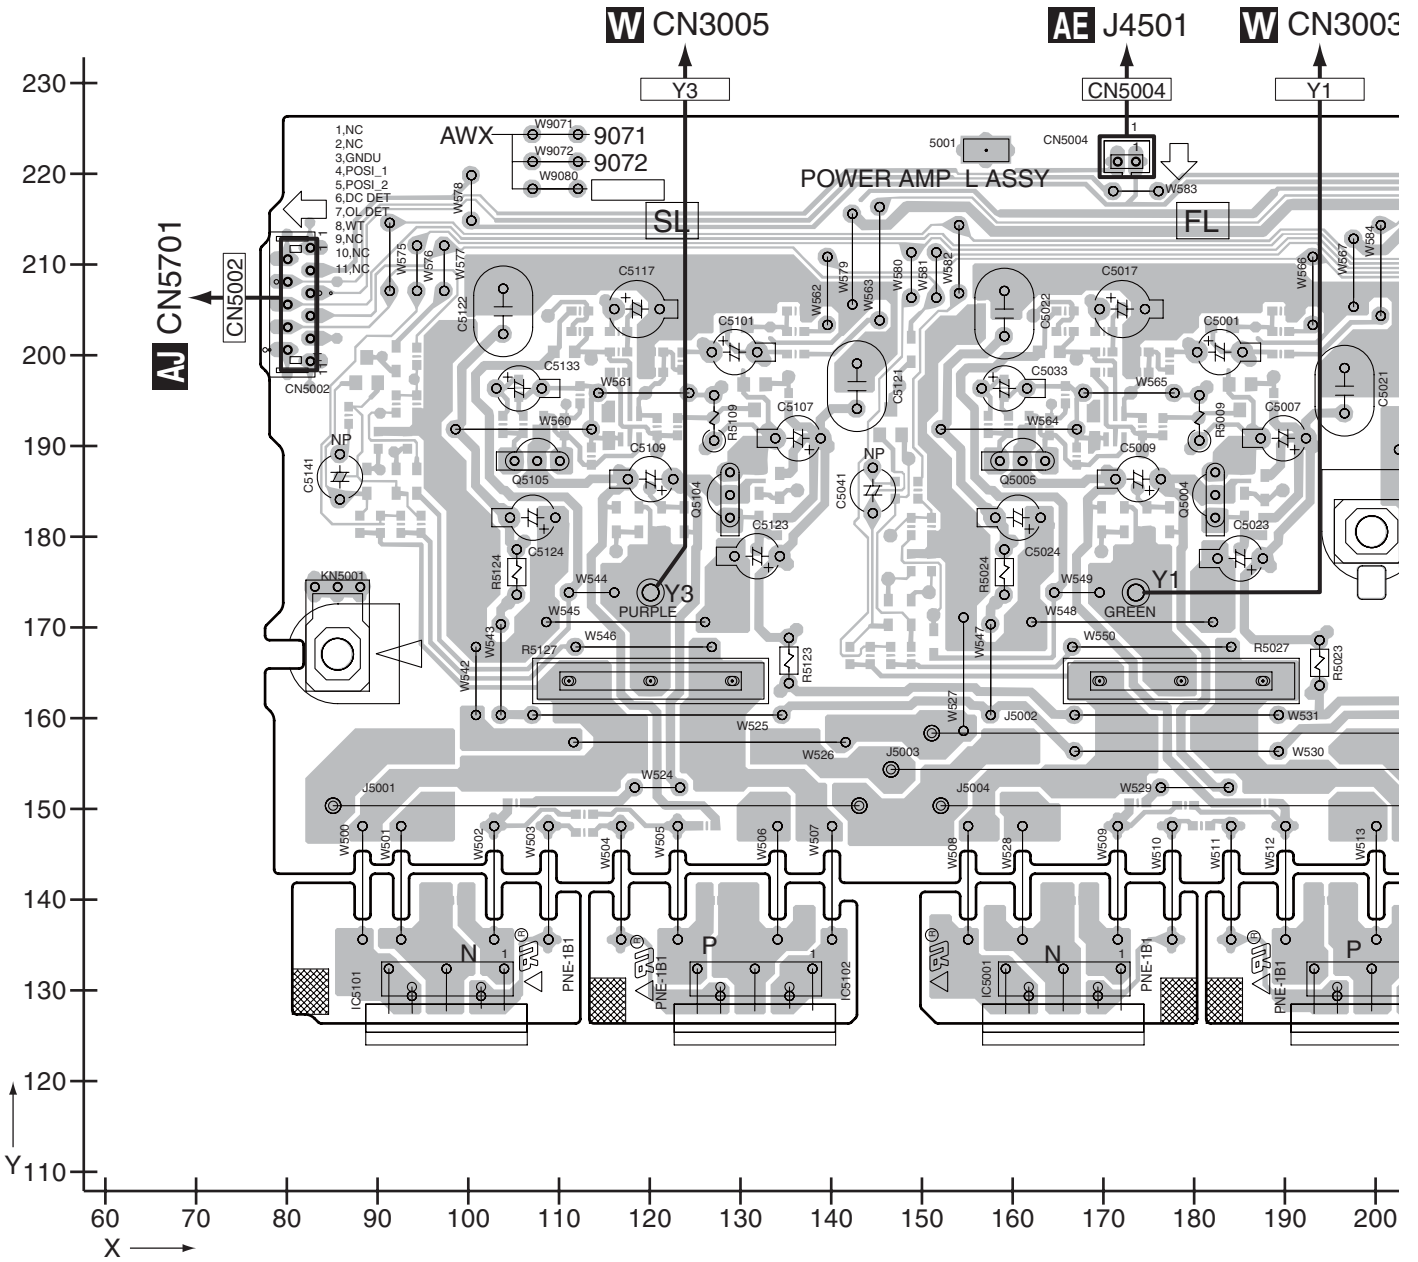 W CN3005
AE J4501
W CN3003
Y3
CN5004
Y1
230
220
210
200
190
180
170
160
150
140
130
120
110
Y
60 70 80 90 100 110 120 130 140 150 160 170 180 190 200
X
1,NC
2,NC
3,GNDU
4,POSI_1
5,POSI_2
6,DC DET
7,OL DET
8,WT
9,NC
10,NC
11,NC
AWX
W9071
9071
W9072
9072
W9080
5001
CN5004
1
1
POWER AMP L ASSY
W583
W578
SL
FL
AJ CN5701
CN5002
CN5002
1
11
W575
W576
W577
C5122
C5117
C5101
W562
W579
W563
W580
W581
W582
C5022
C5017
C5001
W566
W567
W584
C5133
W561
R5109
C5107
C5121
C5033
W565
R5009
C5007
C5021
W560
W564
NP
C5141
Q5105
C5109
Q5104
NP
C5041
Q5005
C5009
Q5004
C5124
C5123
C5024
C5023
R5124
R5024
KN5001
W544
Y3
PURPLE
W545
W549
Y1
GREEN
W548
W543
W546
W547
W550
W542
R5127
R5123
R5027
R5023
W527
W525
J5002
W531
W526
J5003
W530
W524
W529
J5001
J5004
W500
W501
W502
W503
W504
W505
W506
W507
W508
W528
W509
W510
W511
W512
W513
N
P
N
P
1
1
1
IC5101
PNE-1B1
PNE-1B1
IC5102
IC5001
PNE-1B1
PNE-1B1